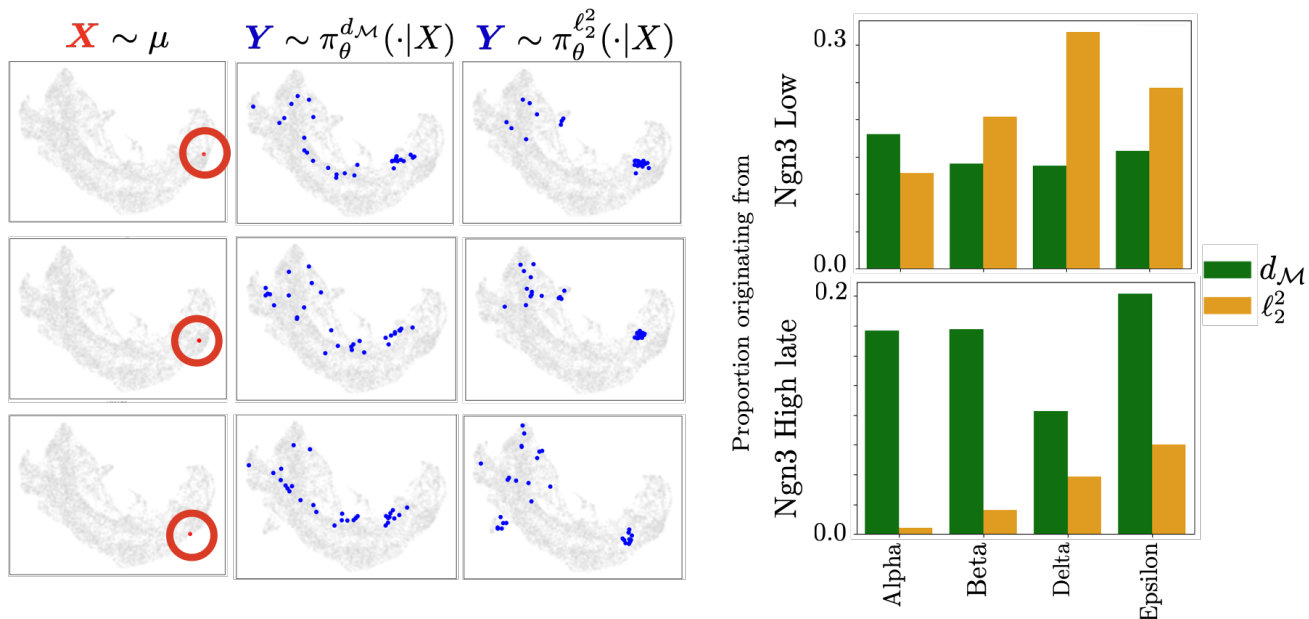 X ∼ μ
Y ∼ π_θ^{d_ℳ}(·|X)
Y ∼ π_θ^{ℓ_2^2}(·|X)
Proportion originating from
Ngn3 Low
0.3
0.0
Ngn3 High late
0.2
0.0
Alpha
Beta
Delta
Epsilon
d_ℳ
ℓ_2^2